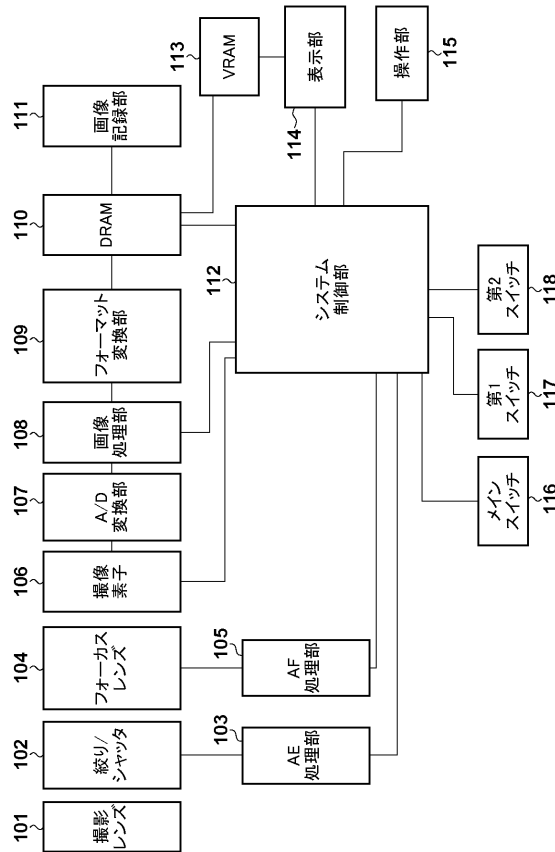 101
撮影
レンズ
102
絞り/
シャッタ
104
フォーカス
レンズ
106
撮像
素子
107
A/D
変換部
108
画像
処理部
109
フォーマット
変換部
110
DRAM
111
画像
記録部
103
AE
処理部
105
AF
処理部
112
システム
制御部
113
VRAM
114
表示部
115
操作部
116
メイン
スイッチ
117
第1
スイッチ
118
第2
スイッチ